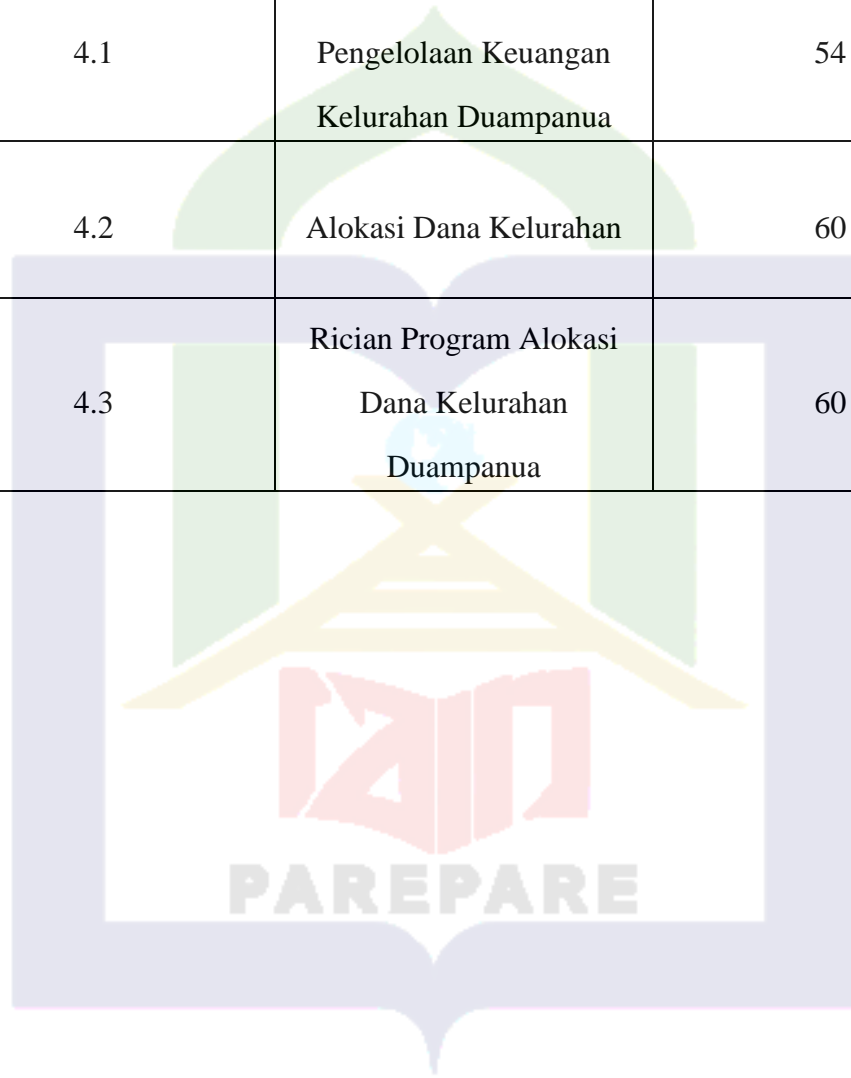 4.1 Pengelolaan Keuangan 54
Kelurahan Duampanua
4.2 Alokasi Dana Kelurahan 60
Rician Program Alokasi
4.3 Dana Kelurahan 60
Duampanua
PAREPARE